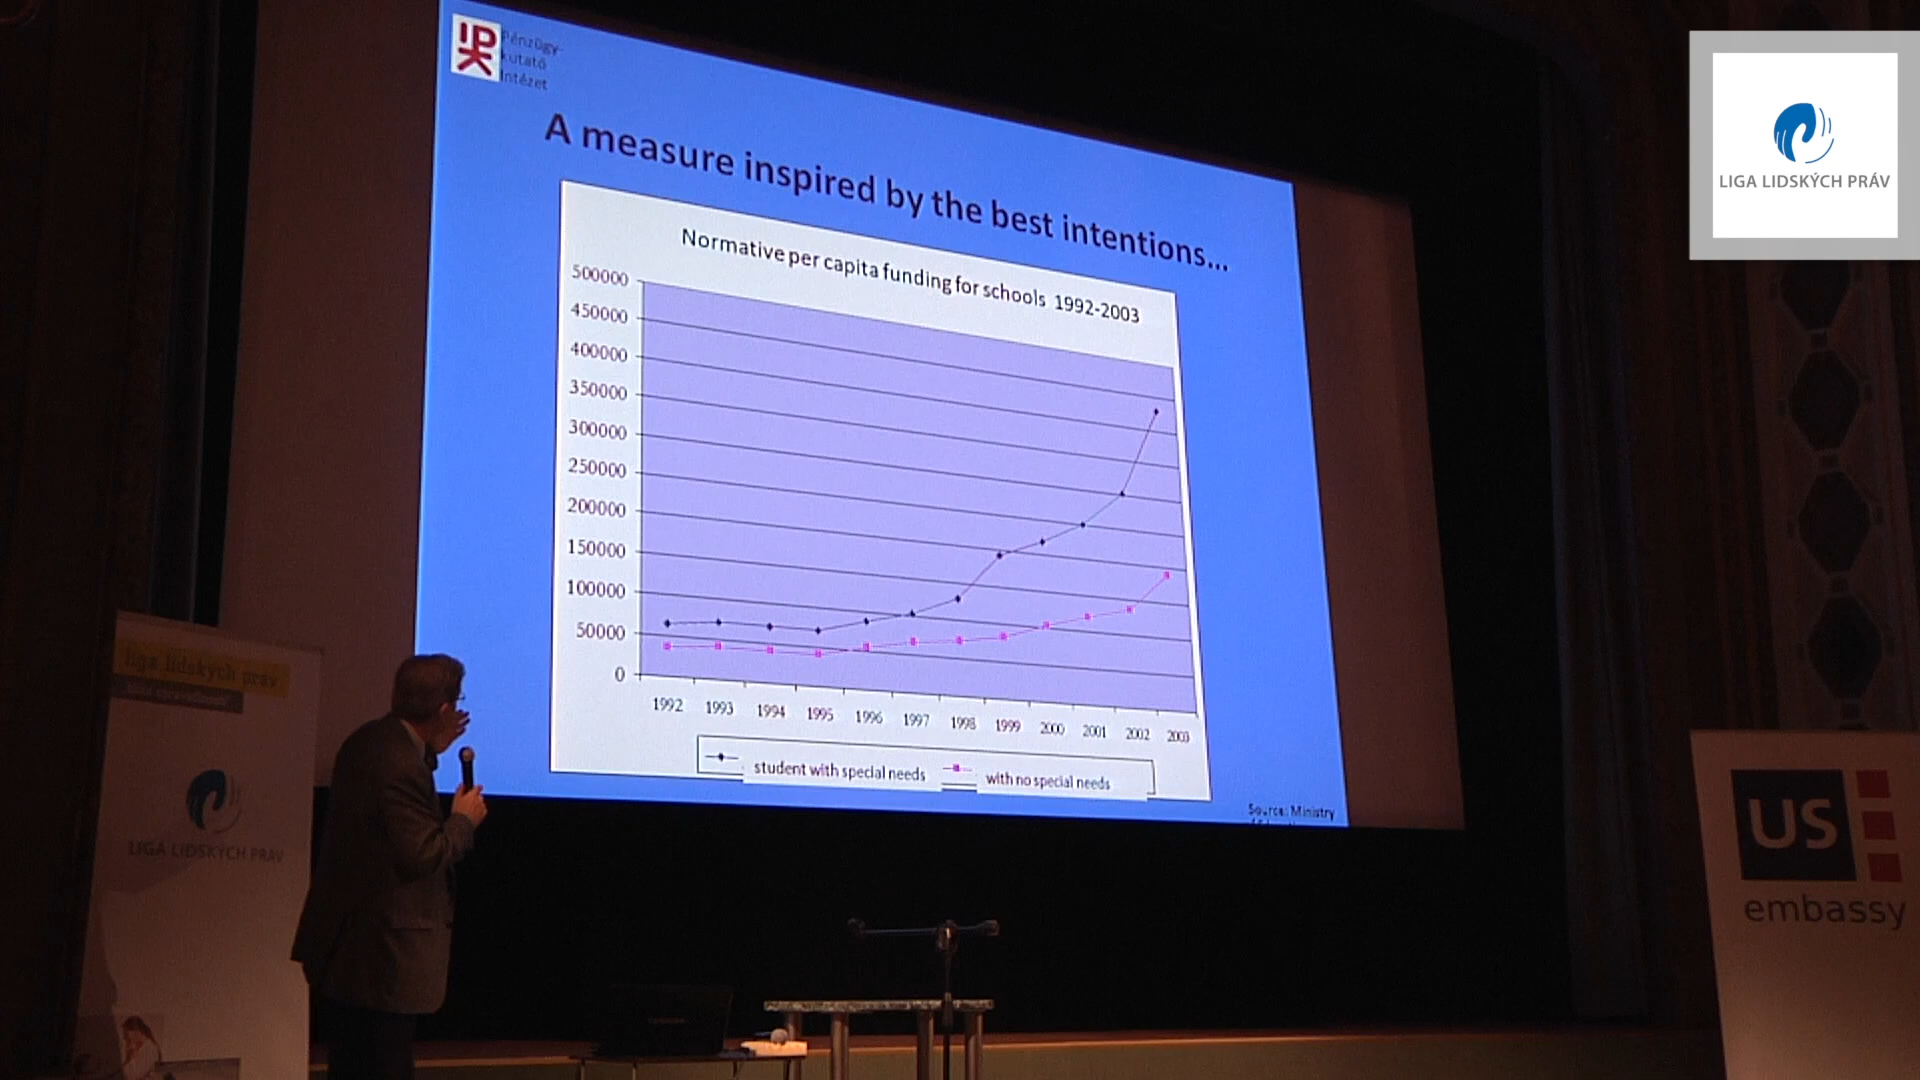 Pénzügy-
kutató
Intézet
A measure inspired by the best intentions...
Normative per capita funding for schools 1992-2003
500000
450000
400000
350000
300000
250000
200000
150000
100000
50000
0
1992 1993 1994 1995 1996 1997 1998 1999 2000 2001 2002 2003
student with special needs with no special needs
Source: Ministry
LIGA LIDSKÝCH PRÁV
liga lidských práv
LIGA LIDSKÝCH PRÁV
US
embassy